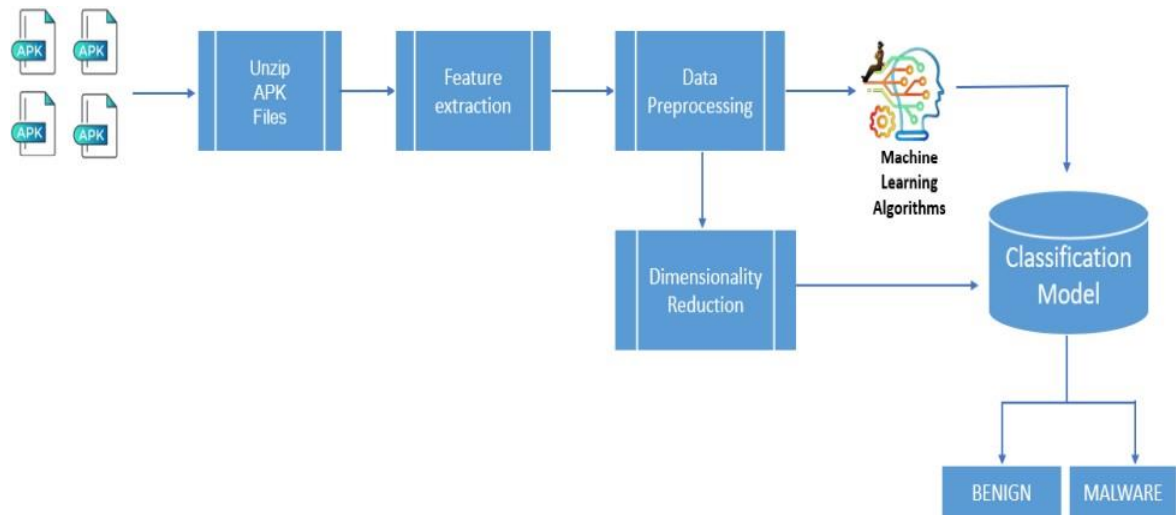 APK
APK
APK
APK
Unzip
APK
Files
Feature
extraction
Data
Preprocessing
Machine
Learning
Algorithms
Dimensionality
Reduction
Classification
Model
BENIGN
MALWARE